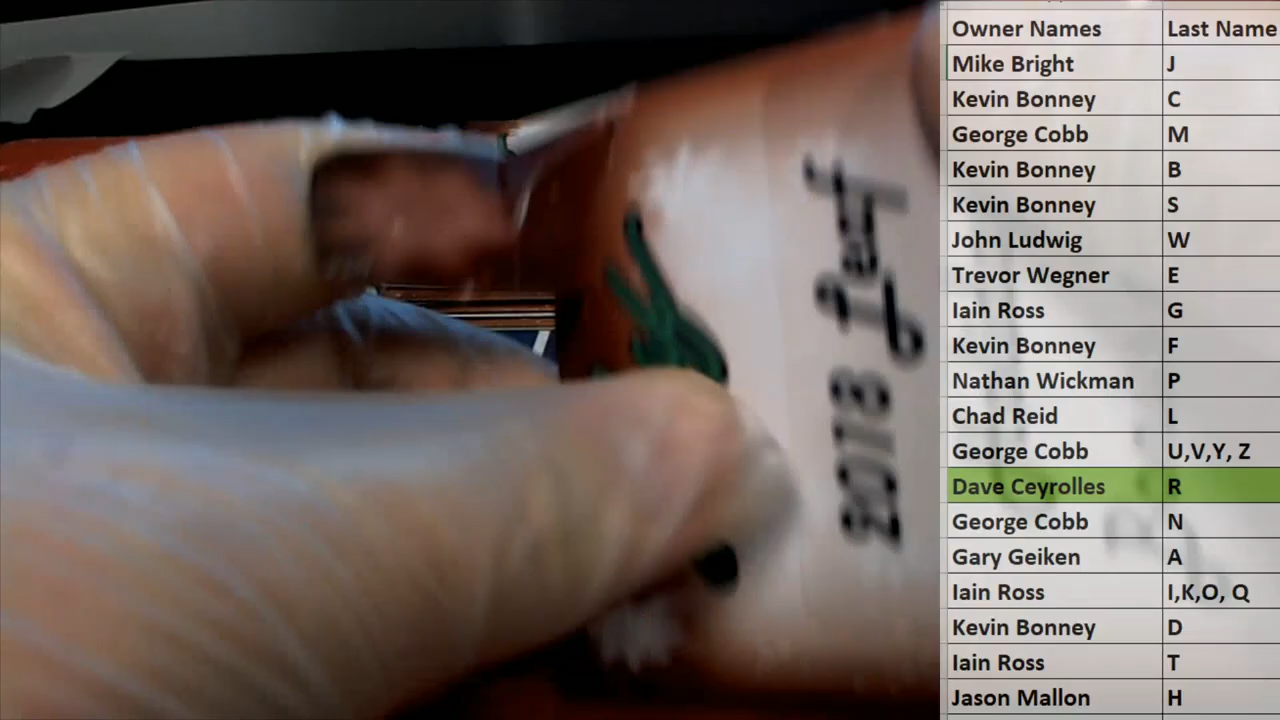 Owner Names Last Name
Mike Bright J
Kevin Bonney C
George Cobb M
Kevin Bonney B
Kevin Bonney S
John Ludwig W
Trevor Wegner E
Iain Ross G
Kevin Bonney F
Nathan Wickman P
Chad Reid L
George Cobb U,V,Y, Z
Dave Ceyrolles R
George Cobb N
Gary Geiken A
Iain Ross I,K,O, Q
Kevin Bonney D
Iain Ross T
Jason Mallon H
2018 Leaf